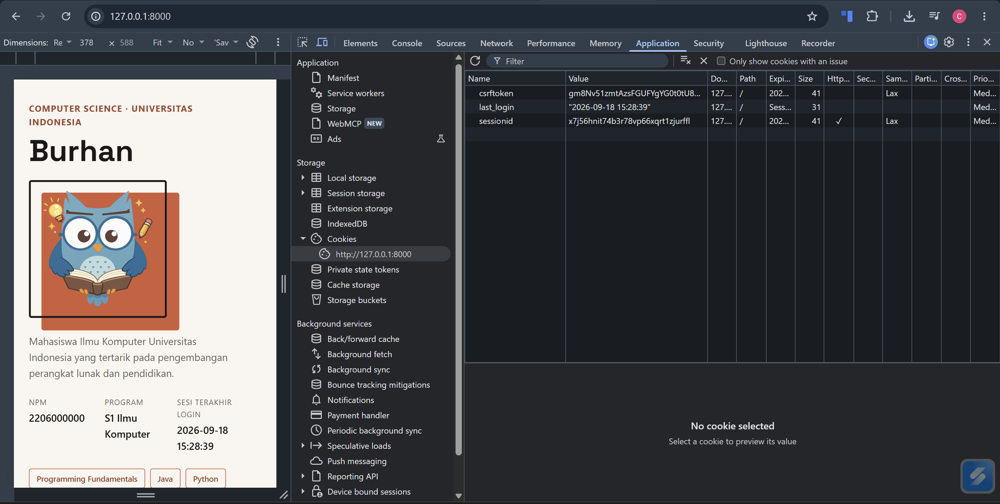 127.0.0.1:8000
Dimensions: Re 378 × 588 Fit No 'Sav
Elements Console Sources Network Performance Memory Application Security Lighthouse Recorder
COMPUTER SCIENCE · UNIVERSITAS
INDONESIA
Burhan
Mahasiswa Ilmu Komputer Universitas
Indonesia yang tertarik pada pengembangan
perangkat lunak dan pendidikan.
NPM
2206000000
PROGRAM
S1 Ilmu
Komputer
SESI TERAKHIR
LOGIN
2026-09-18
15:28:39
Programming Fundamentals Java Python
Application
Manifest
Service workers
Storage
WebMCP NEW
AD Ads
Storage
Local storage
Session storage
Extension storage
IndexedDB
Cookies
http://127.0.0.1:8000
Private state tokens
Cache storage
Storage buckets
Background services
Back/forward cache
Background fetch
Background sync
Bounce tracking mitigations
Notifications
Payment handler
Periodic background sync
Speculative loads
Push messaging
Reporting API
Device bound sessions
Filter Only show cookies with an issue
Name Value Do... Path Expi... Size Http... Sec... Sam... Parti... Cros... Prio...
csrftoken gm8Nv51zmtAzsFGUFYgYG0t0tU8... 127.... / 202... 41 Lax Med...
last_login "2026-09-18 15:28:39" 127.... / Sess... 31 Med...
sessionid x7j56hnit74b3r78vp66xqrt1zjurffl 127.... / 202... 41 ✓ Lax Med...
No cookie selected
Select a cookie to preview its value
C